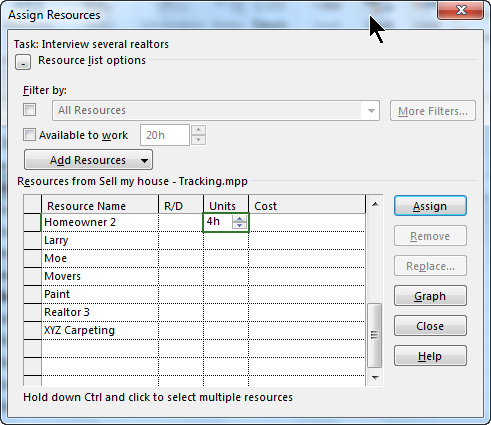 Assign Resources
Task: Interview several realtors
- Resource list options
Filter by:
All Resources
More Filters...
Available to work 20h
Add Resources
Resources from Sell my house - Tracking.mpp
Resource Name R/D Units Cost
Homeowner 2 4h
Larry
Moe
Movers
Paint
Realtor 3
XYZ Carpeting
Assign
Remove
Replace...
Graph
Close
Help
Hold down Ctrl and click to select multiple resources